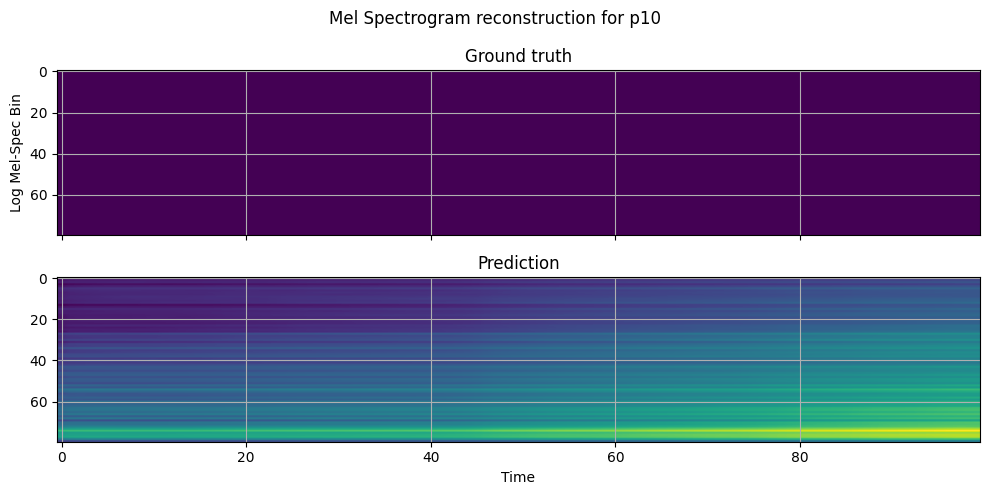 Mel Spectrogram reconstruction for p10
Ground truth
0
20
40
60
Log Mel-Spec Bin
Prediction
0
20
40
60
0 20 40 60 80
Time